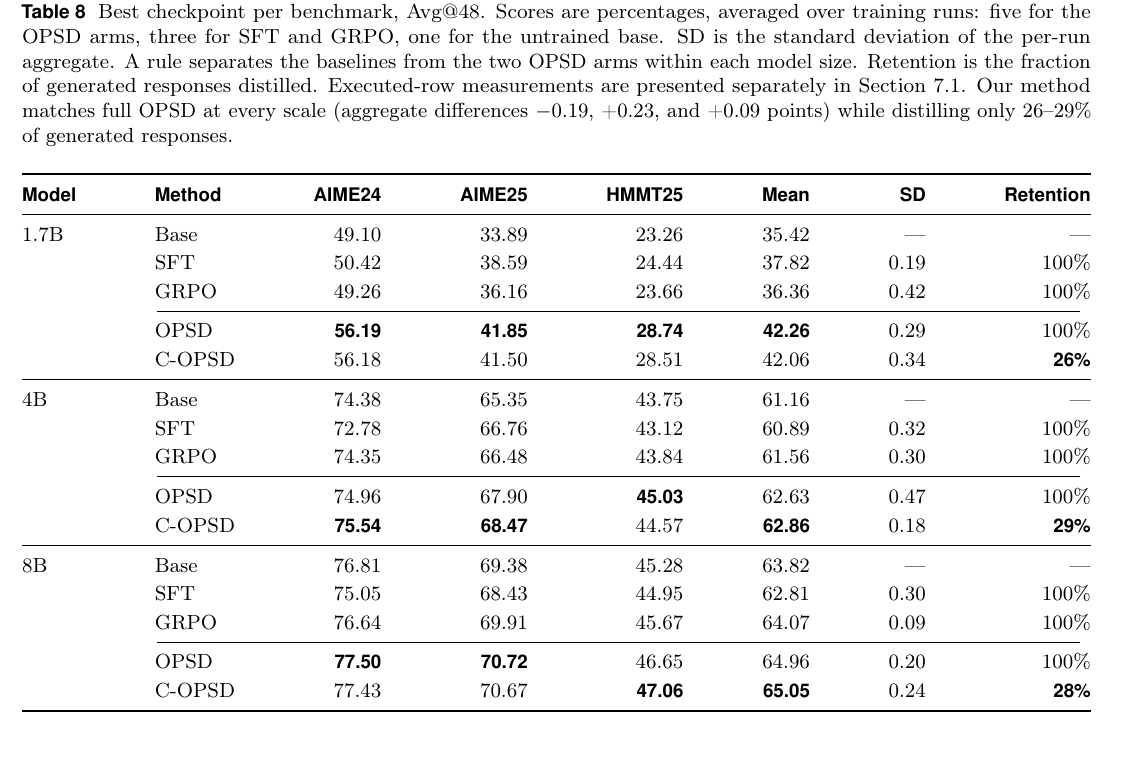 Table 8 Best checkpoint per benchmark, Avg@48. Scores are percentages, averaged over training runs: five for the
OPSD arms, three for SFT and GRPO, one for the untrained base. SD is the standard deviation of the per-run
aggregate. A rule separates the baselines from the two OPSD arms within each model size. Retention is the fraction
of generated responses distilled. Executed-row measurements are presented separately in Section 7.1. Our method
matches full OPSD at every scale (aggregate differences −0.19, +0.23, and +0.09 points) while distilling only 26–29%
of generated responses.
Model Method AIME24 AIME25 HMMT25 Mean SD Retention
1.7B Base 49.10 33.89 23.26 35.42 — —
SFT 50.42 38.59 24.44 37.82 0.19 100%
GRPO 49.26 36.16 23.66 36.36 0.42 100%
OPSD 56.19 41.85 28.74 42.26 0.29 100%
C-OPSD 56.18 41.50 28.51 42.06 0.34 26%
4B Base 74.38 65.35 43.75 61.16 — —
SFT 72.78 66.76 43.12 60.89 0.32 100%
GRPO 74.35 66.48 43.84 61.56 0.30 100%
OPSD 74.96 67.90 45.03 62.63 0.47 100%
C-OPSD 75.54 68.47 44.57 62.86 0.18 29%
8B Base 76.81 69.38 45.28 63.82 — —
SFT 75.05 68.43 44.95 62.81 0.30 100%
GRPO 76.64 69.91 45.67 64.07 0.09 100%
OPSD 77.50 70.72 46.65 64.96 0.20 100%
C-OPSD 77.43 70.67 47.06 65.05 0.24 28%